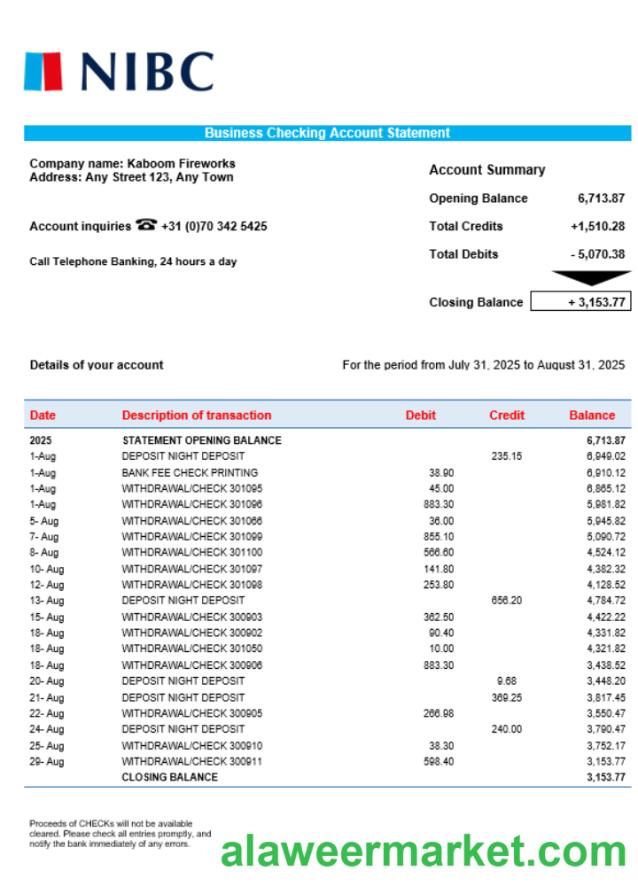 NIBC
Business Checking Account Statement
Company name: Kaboom Fireworks
Address: Any Street 123, Any Town
Account inquiries ☎ +31 (0)70 342 5425
Call Telephone Banking, 24 hours a day
Account Summary
Opening Balance 6,713.87
Total Credits +1,510.28
Total Debits - 5,070.38
Closing Balance + 3,153.77
Details of your account For the period from July 31, 2025 to August 31, 2025
Date Description of transaction Debit Credit Balance
2025 STATEMENT OPENING BALANCE 6,713.87
1-Aug DEPOSIT NIGHT DEPOSIT 235.15 6,949.02
1-Aug BANK FEE CHECK PRINTING 38.90 6,910.12
1-Aug WITHDRAWAL/CHECK 301095 45.00 6,865.12
1-Aug WITHDRAWAL/CHECK 301096 883.30 5,981.82
5- Aug WITHDRAWAL/CHECK 301066 36.00 5,945.82
7- Aug WITHDRAWAL/CHECK 301099 855.10 5,090.72
8- Aug WITHDRAWAL/CHECK 301100 566.60 4,524.12
10- Aug WITHDRAWAL/CHECK 301097 141.80 4,382.32
12- Aug WITHDRAWAL/CHECK 301098 253.80 4,128.52
13- Aug DEPOSIT NIGHT DEPOSIT 656.20 4,784.72
15- Aug WITHDRAWAL/CHECK 300903 362.50 4,422.22
18- Aug WITHDRAWAL/CHECK 300902 90.40 4,331.82
18- Aug WITHDRAWAL/CHECK 301050 10.00 4,321.82
18- Aug WITHDRAWAL/CHECK 300906 883.30 3,438.52
20- Aug DEPOSIT NIGHT DEPOSIT 9.68 3,448.20
21- Aug DEPOSIT NIGHT DEPOSIT 369.25 3,817.45
22- Aug WITHDRAWAL/CHECK 300905 266.98 3,550.47
24- Aug DEPOSIT NIGHT DEPOSIT 240.00 3,790.47
25- Aug WITHDRAWAL/CHECK 300910 38.30 3,752.17
29- Aug WITHDRAWAL/CHECK 300911 598.40 3,153.77
CLOSING BALANCE 3,153.77
Proceeds of CHECKs will not be available
cleared. Please check all entries promptly, and
notify the bank immediately of any errors.
alaweermarket.com